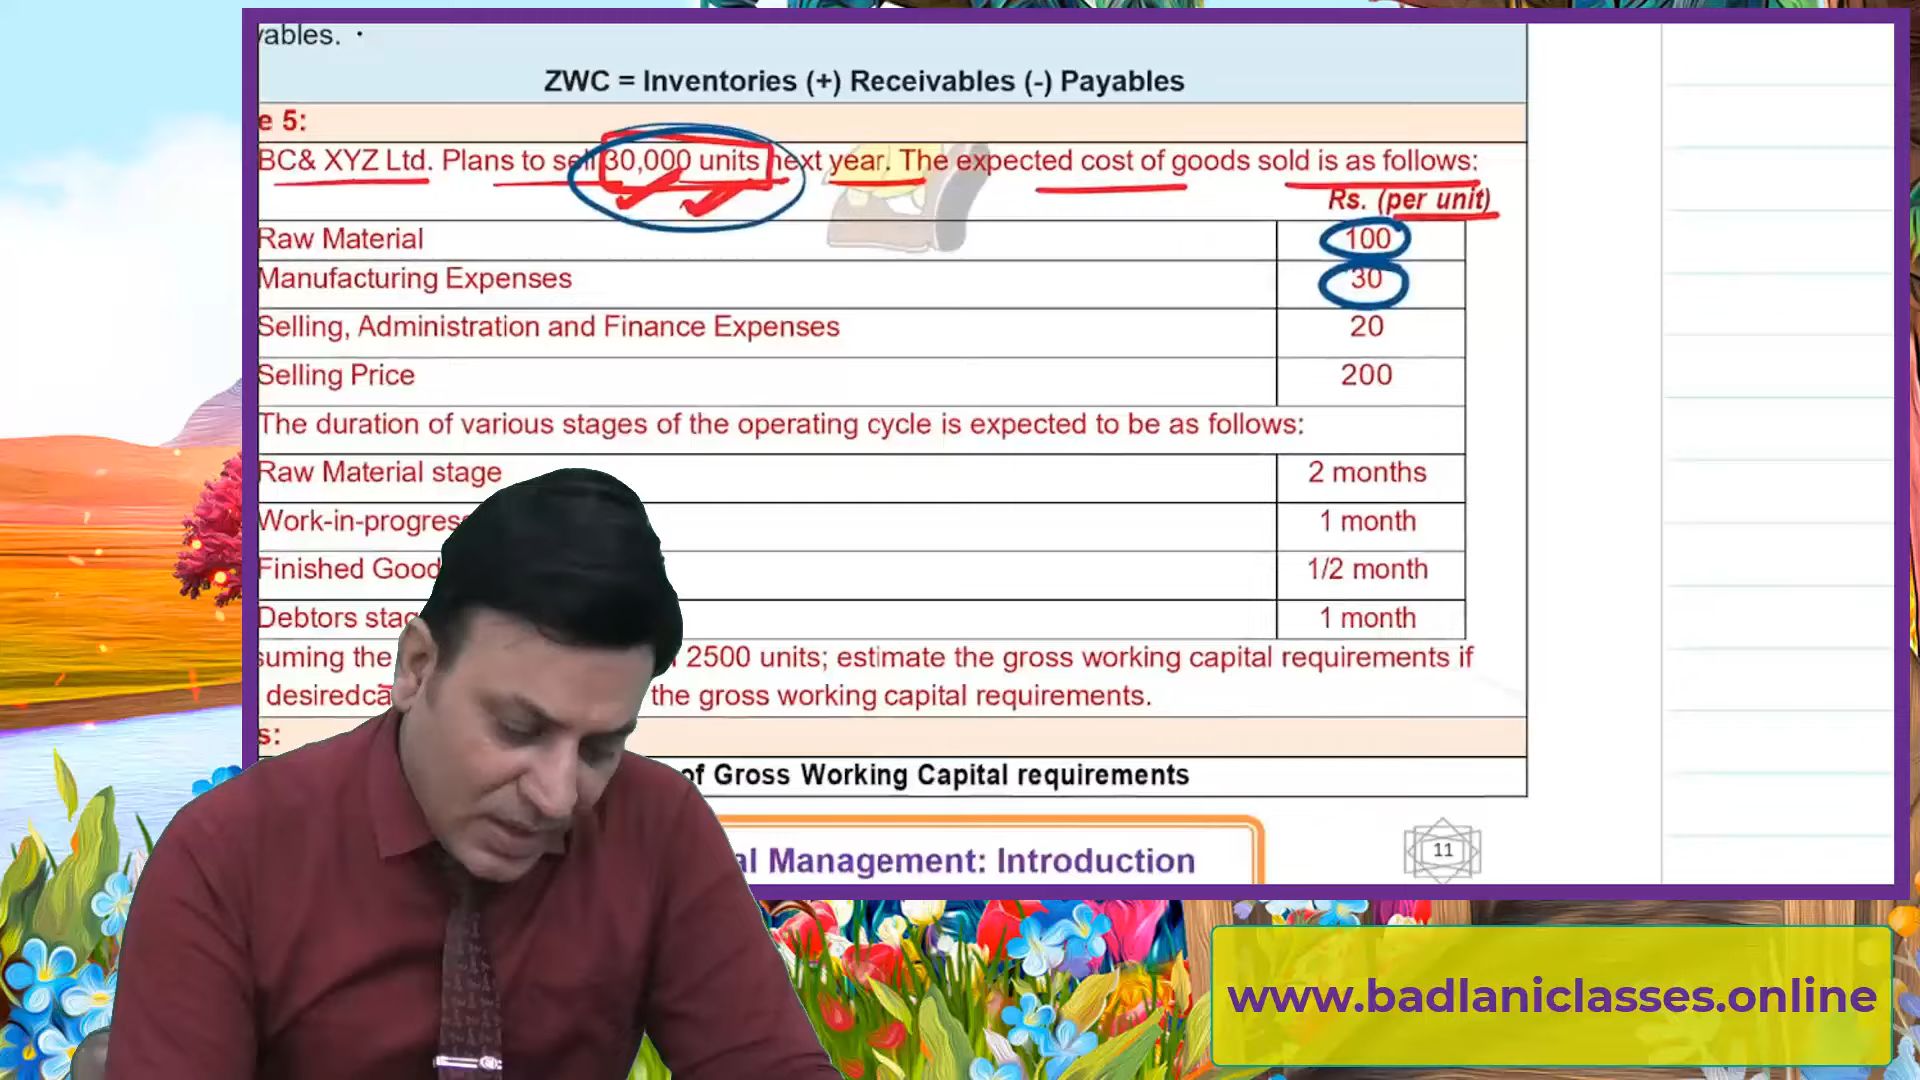 yables. •
ZWC = Inventories (+) Receivables (-) Payables
e 5:
BC& XYZ Ltd. Plans to sell 30,000 units next year. The expected cost of goods sold is as follows:
Rs. (per unit)
Raw Material 100
Manufacturing Expenses 30
Selling, Administration and Finance Expenses 20
Selling Price 200
The duration of various stages of the operating cycle is expected to be as follows:
Raw Material stage 2 months
Work-in-progres 1 month
Finished Good 1/2 month
Debtors stag 1 month
suming the 2500 units; estimate the gross working capital requirements if
desiredca the gross working capital requirements.
s:
of Gross Working Capital requirements
al Management: Introduction
11
www.badlaniclasses.online